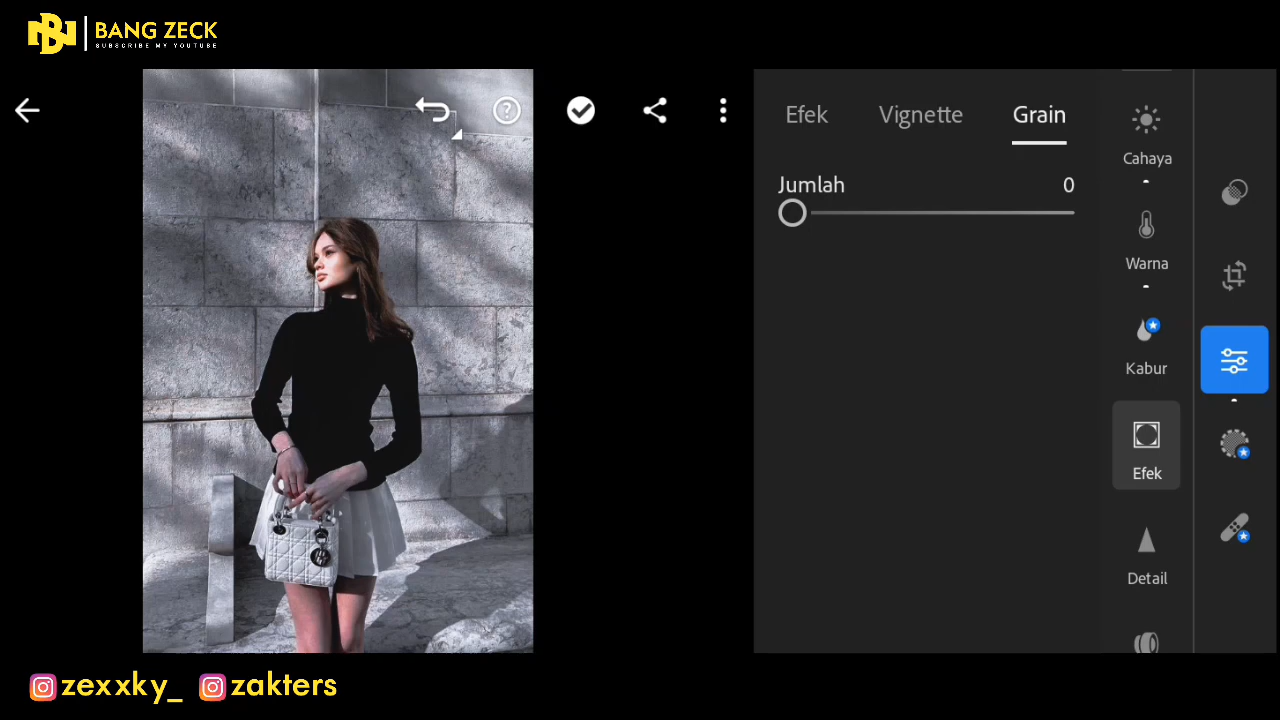 BANG ZECK
SUBSCRIBE MY YOUTUBE
Efek
Vignette
Grain
Jumlah
0
Cahaya
Warna
Kabur
Efek
Detail
zexxky_
zakters